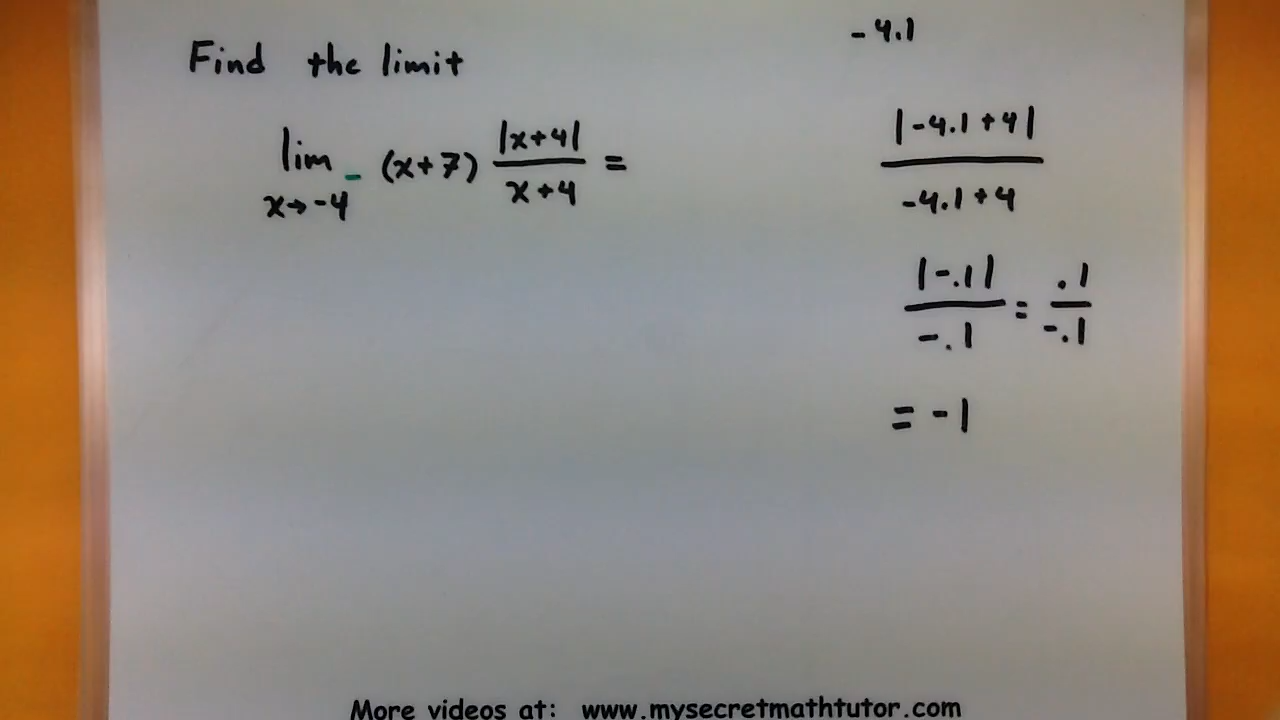 Find the limit
lim x→-4⁻ (x+7) |x+4| / x+4 =
-4.1
|-4.1+4| / -4.1+4
|-.1| / -.1 = .1 / -.1
= -1
More videos at: www.mysecretmathtutor.com